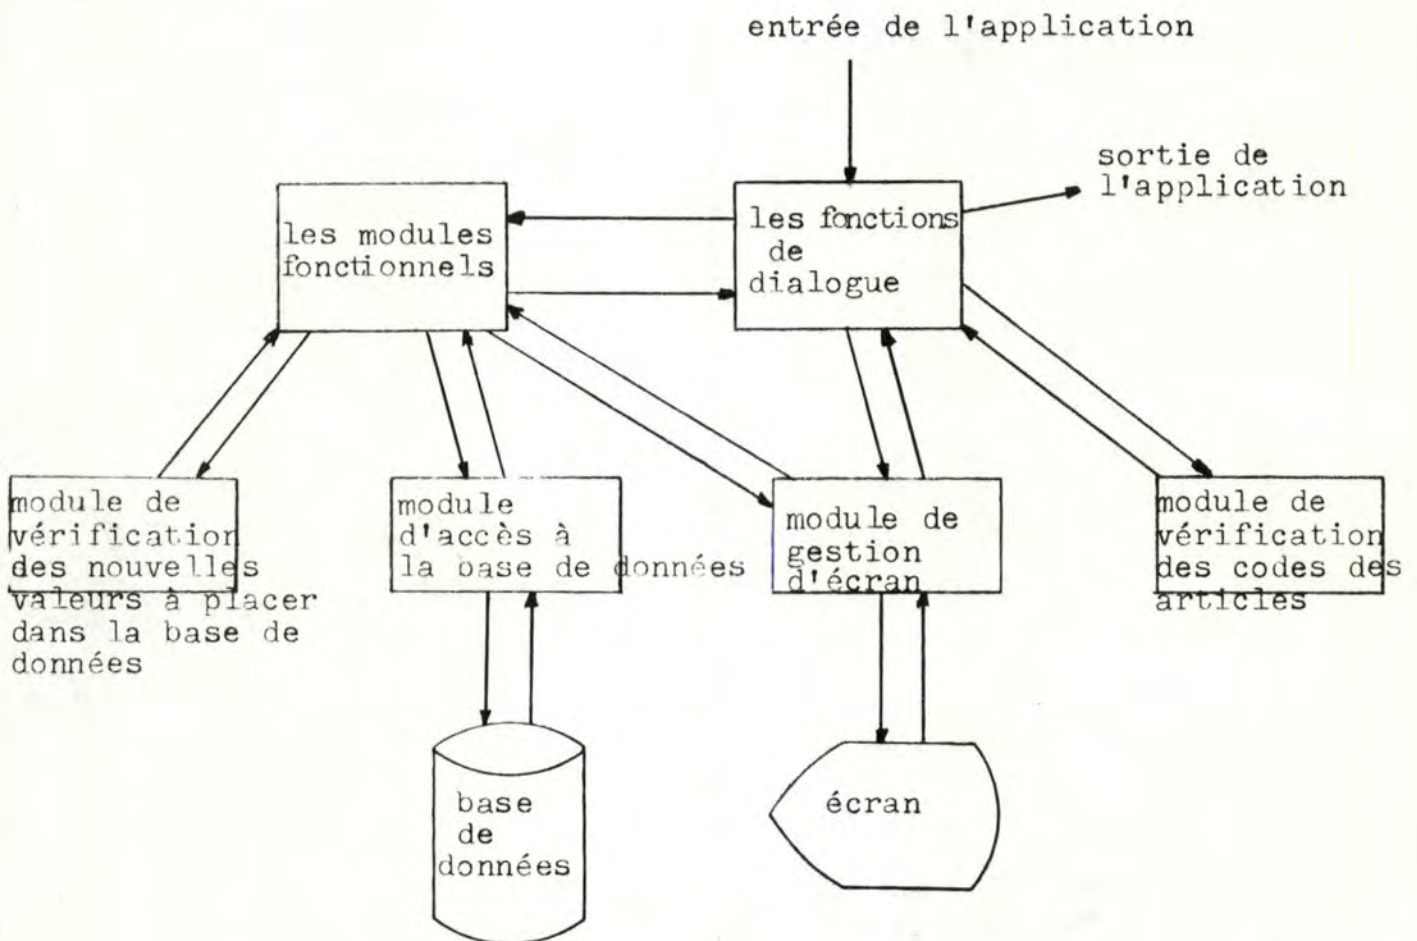 entrée de l'application
sortie de
l'application
les modules
fonctionnels
les fonctions
de
dialogue
module de
vérification
des nouvelles
valeurs à placer
dans la base de
données
module
d'accès à
la base de données
module de
gestion
d'écran
module de
vérification
des codes des
articles
base
de
données
écran